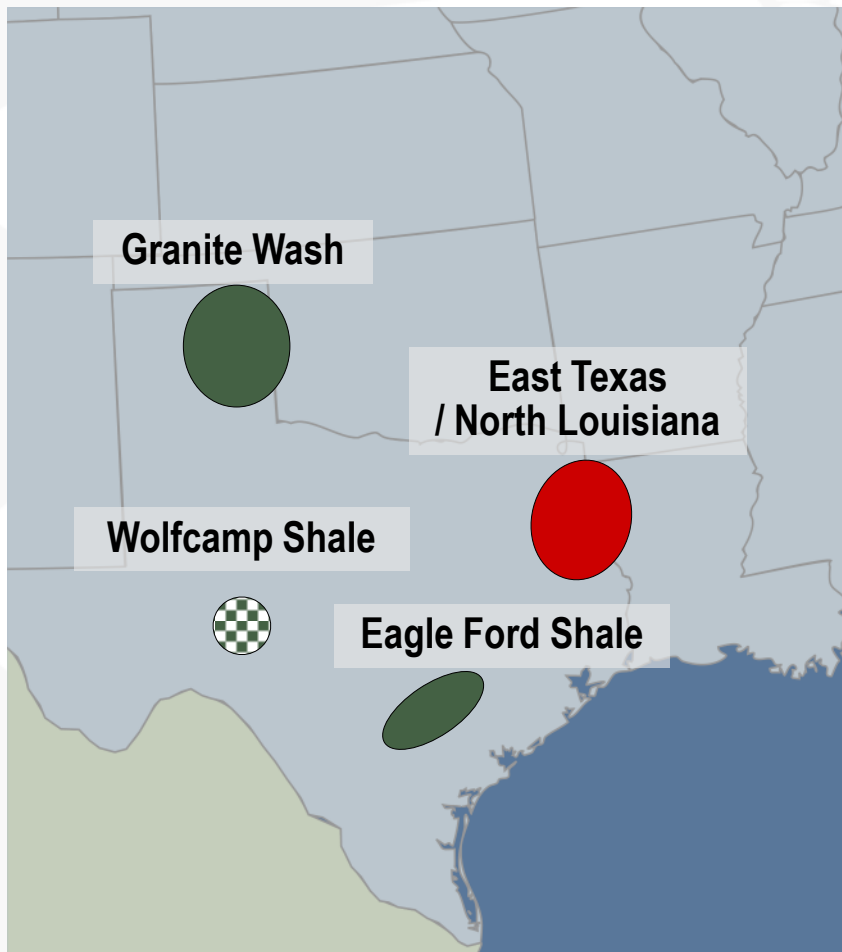 Granite Wash
East Texas
/ North Louisiana
Wolfcamp Shale
Eagle Ford Shale